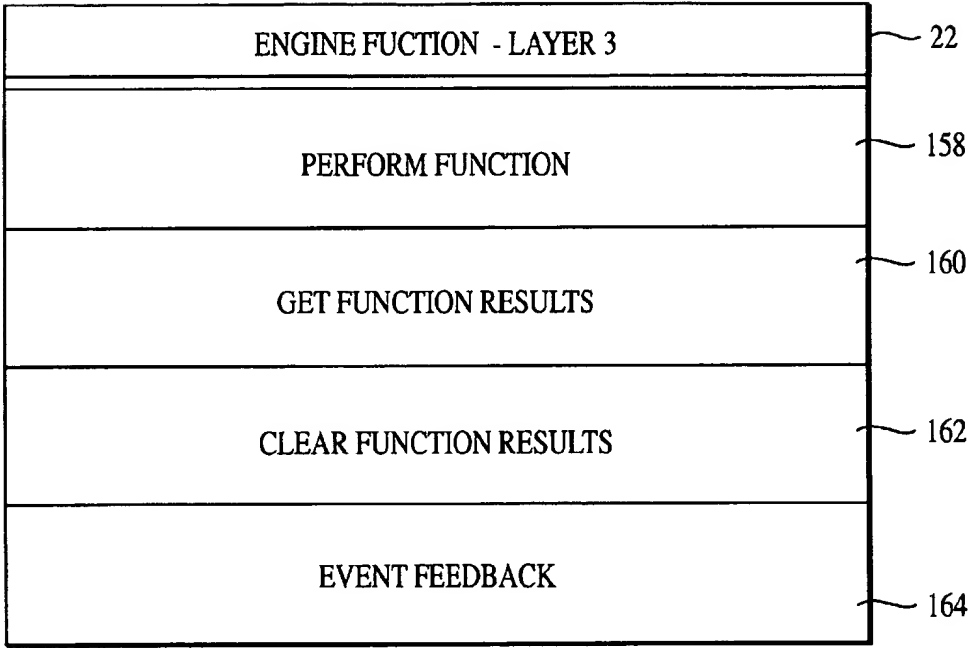 ENGINE FUCTION - LAYER 3
22
PERFORM FUNCTION
158
GET FUNCTION RESULTS
160
CLEAR FUNCTION RESULTS
162
EVENT FEEDBACK
164